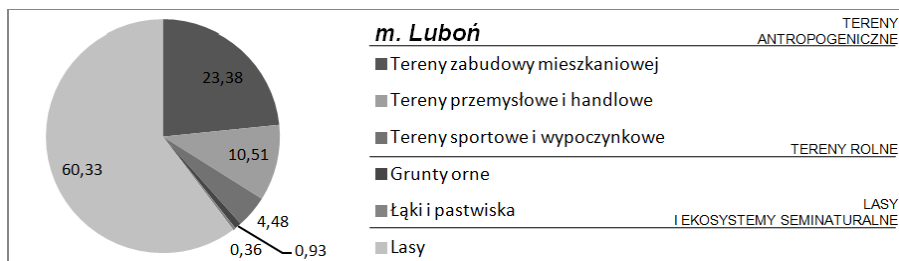 23,38
10,51
4,48
0,93
0,36
60,33
m. Luboń
TERENY
ANTROPOGENICZNE
Tereny zabudowy mieszkaniowej
Tereny przemysłowe i handlowe
Tereny sportowe i wypoczynkowe
TERENY ROLNE
Grunty orne
Łąki i pastwiska
LASY
I EKOSYSTEMY SEMINATURALNE
Lasy